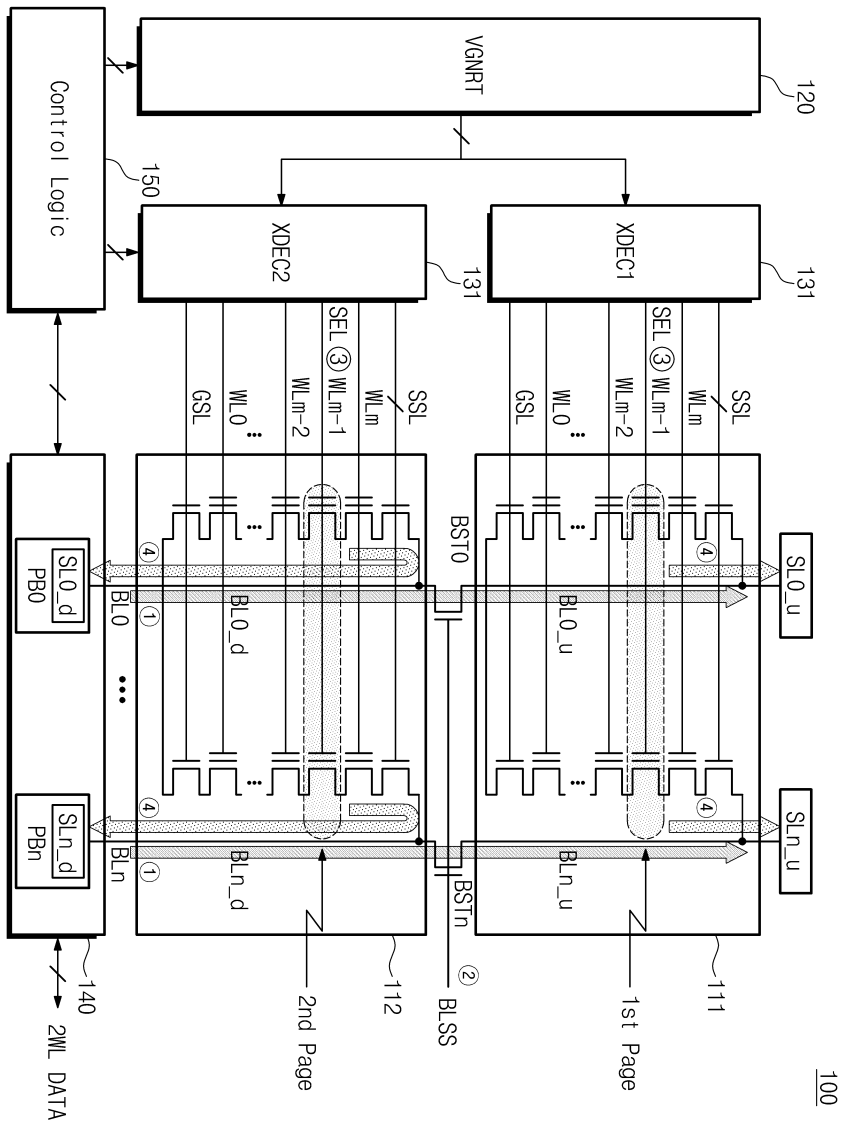 100
120
VGNRT
150
Control Logic
131
XDEC1
131
XDEC2
SSL
WLm
SEL ③ WLm-1
WLm-2
WL0
...
GSL
SSL
WLm
SEL ③ WLm-1
WLm-2
WL0
...
GSL
SL0_u
SLn_u
④
④
BL0_u
BLn_u
...
...
111
1st Page
BST0
BSTn
② BLSS
④
④
BL0_d
BLn_d
...
...
112
2nd Page
①
①
BL0
...
BLn
SL0_d
PB0
SLn_d
PBn
140
2WL DATA